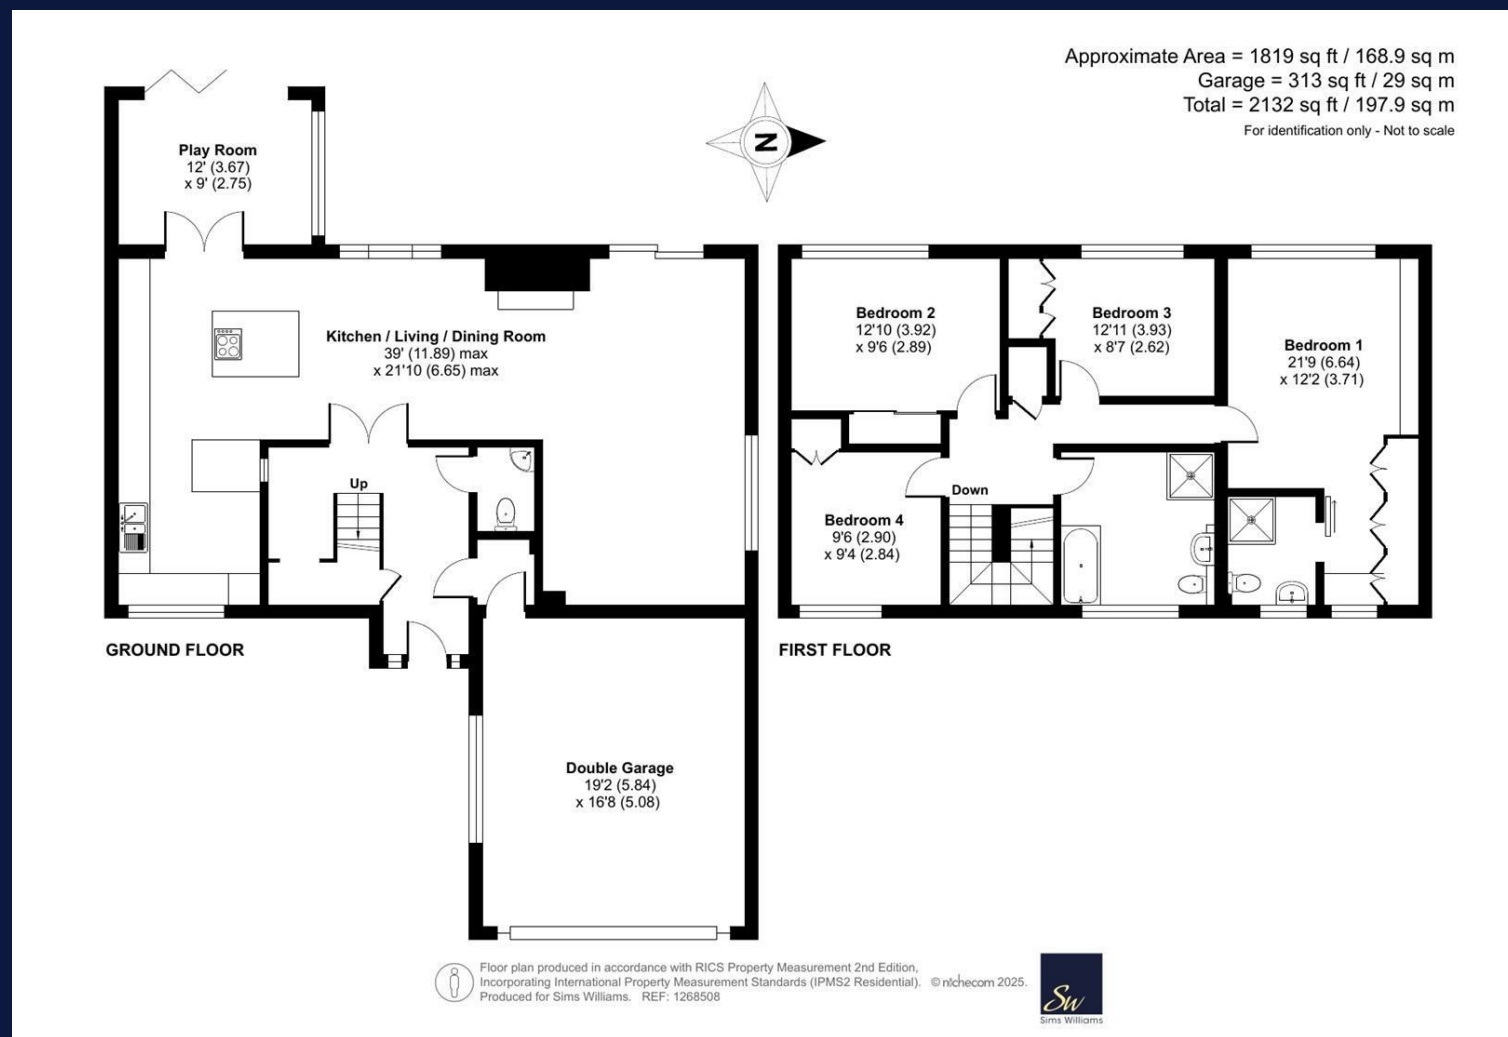 Approximate Area = 1819 sq ft / 168.9 sq m
Garage = 313 sq ft / 29 sq m
Total = 2132 sq ft / 197.9 sq m
For identification only - Not to scale
N
Play Room
12' (3.67)
x 9' (2.75)
Kitchen / Living / Dining Room
39' (11.89) max
x 21'10 (6.65) max
Up
Double Garage
19'2 (5.84)
x 16'8 (5.08)
GROUND FLOOR
Bedroom 2
12'10 (3.92)
x 9'6 (2.89)
Bedroom 3
12'11 (3.93)
x 8'7 (2.62)
Bedroom 1
21'9 (6.64)
x 12'2 (3.71)
Bedroom 4
9'6 (2.90)
x 9'4 (2.84)
Down
FIRST FLOOR
Floor plan produced in accordance with RICS Property Measurement 2nd Edition,
Incorporating International Property Measurement Standards (IPMS2 Residential). © nichecom 2025.
Produced for Sims Williams. REF: 1268508
Sw
Sims Williams